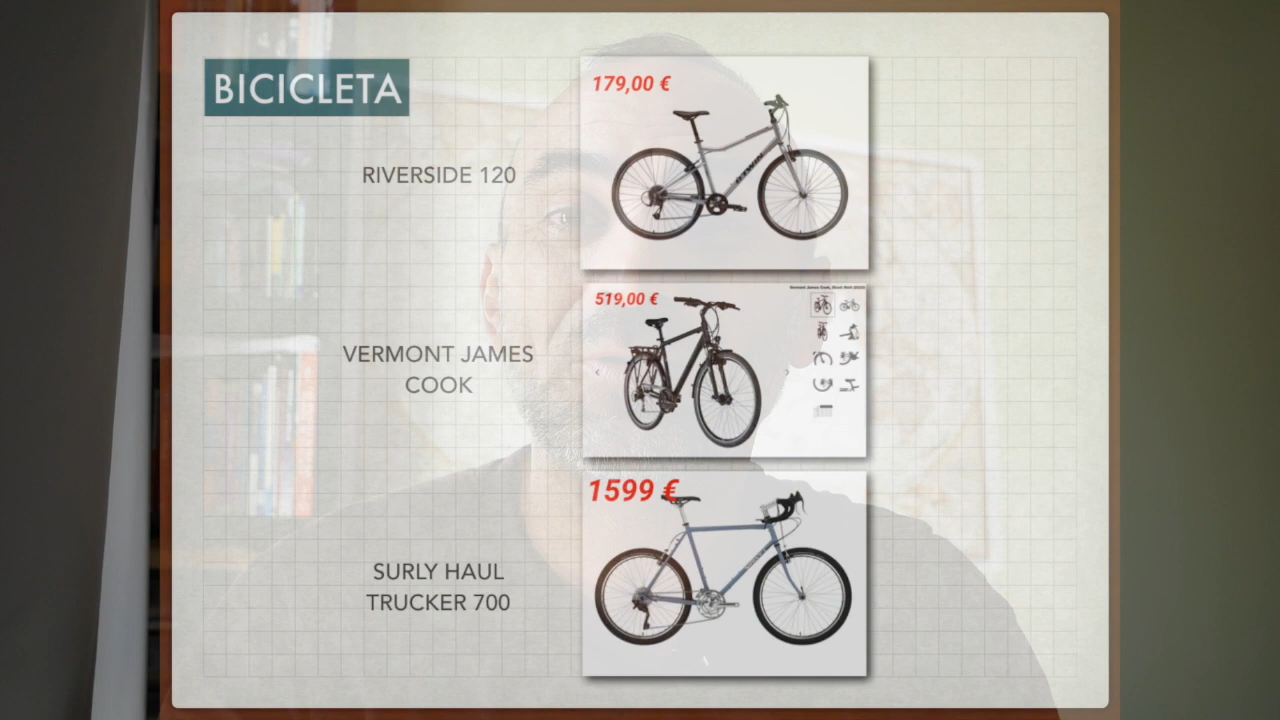 BICICLETA
179,00 €
RIVERSIDE 120
519,00 €
VERMONT JAMES
COOK
1599 €
SURLY HAUL
TRUCKER 700